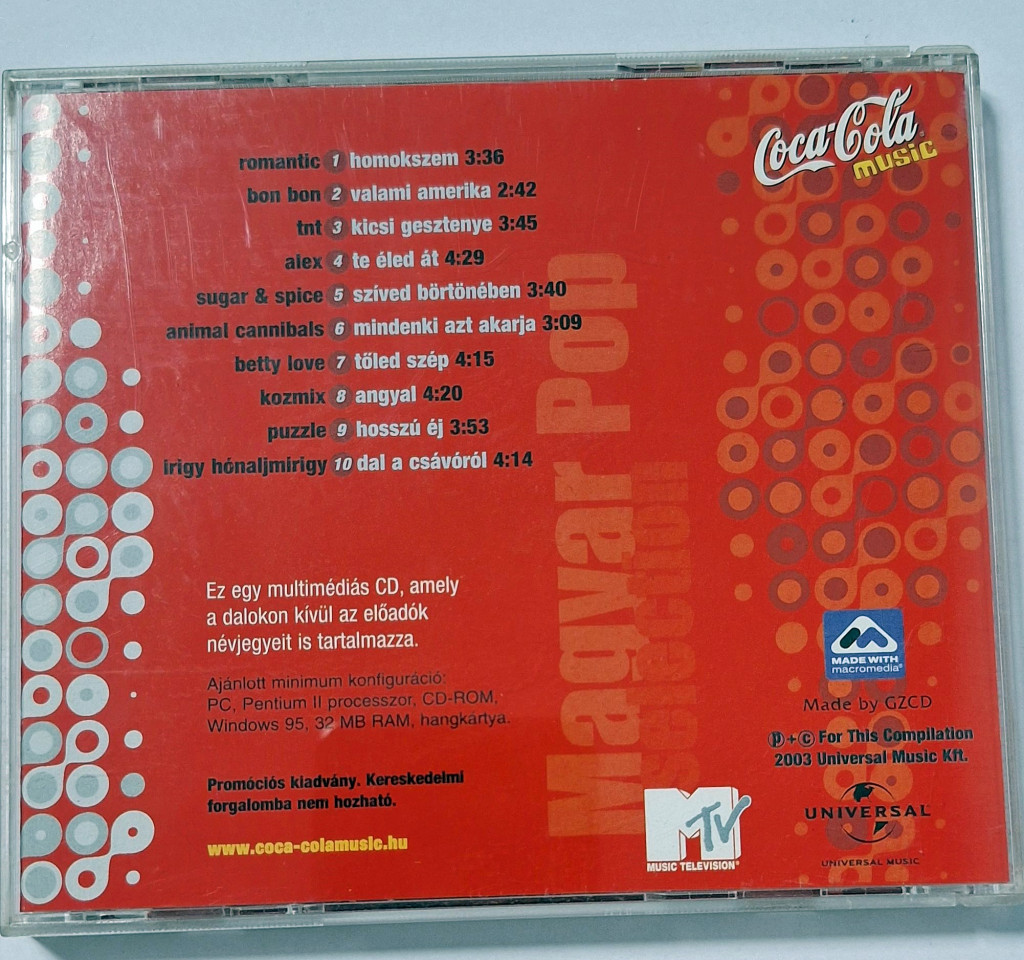 Coca-Cola
music
romantic 1 homokszem 3:36
bon bon 2 valami amerika 2:42
tnt 3 kicsi gesztenye 3:45
alex 4 te éled át 4:29
sugar & spice 5 szíved börtönében 3:40
animal cannibals 6 mindenki azt akarja 3:09
betty love 7 tőled szép 4:15
kozmix 8 angyal 4:20
puzzle 9 hosszú éj 3:53
irigy hónaljmirigy 10 dal a csávóról 4:14
Magyar Pop
selection
Ez egy multimédiás CD, amely
a dalokon kívül az előadók
névjegyeit is tartalmazza.
Ajánlott minimum konfiguráció:
PC, Pentium II processzor, CD-ROM,
Windows 95, 32 MB RAM, hangkártya.
Promóciós kiadvány. Kereskedelmi
forgalomba nem hozható.
www.coca-colamusic.hu
MADE WITH
macromedia®
Made by GZCD
℗+© For This Compilation
2003 Universal Music Kft.
MTV
MUSIC TELEVISION®
UNIVERSAL
UNIVERSAL MUSIC